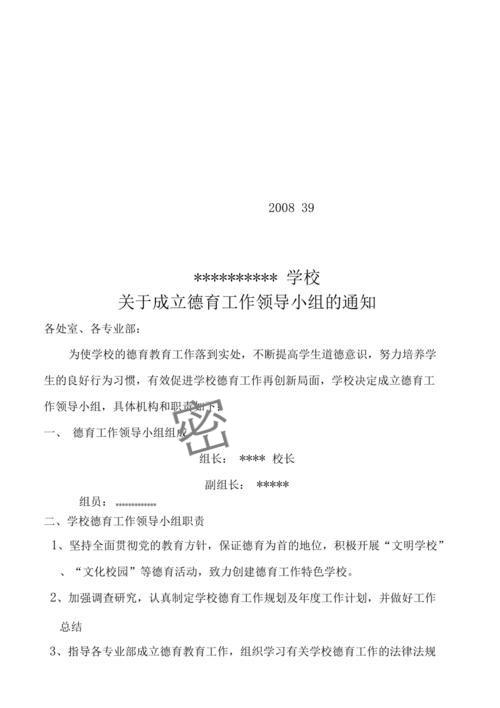 2008 39
********** 学校
关于成立德育工作领导小组的通知
各处室、各专业部：
为使学校的德育教育工作落到实处，不断提高学生道德意识，努力培养学
生的良好行为习惯，有效促进学校德育工作再创新局面，学校决定成立德育工
作领导小组，具体机构和职责如下：
密
一、 德育工作领导小组组成
组长： **** 校长
副组长： *****
组员： *************
二、学校德育工作领导小组职责
1、坚持全面贯彻党的教育方针，保证德育为首的地位，积极开展“文明学校”
、“文化校园”等德育活动，致力创建德育工作特色学校。
2、加强调查研究，认真制定学校德育工作规划及年度工作计划，并做好工作
总结
3、指导各专业部成立德育教育工作，组织学习有关学校德育工作的法律法规